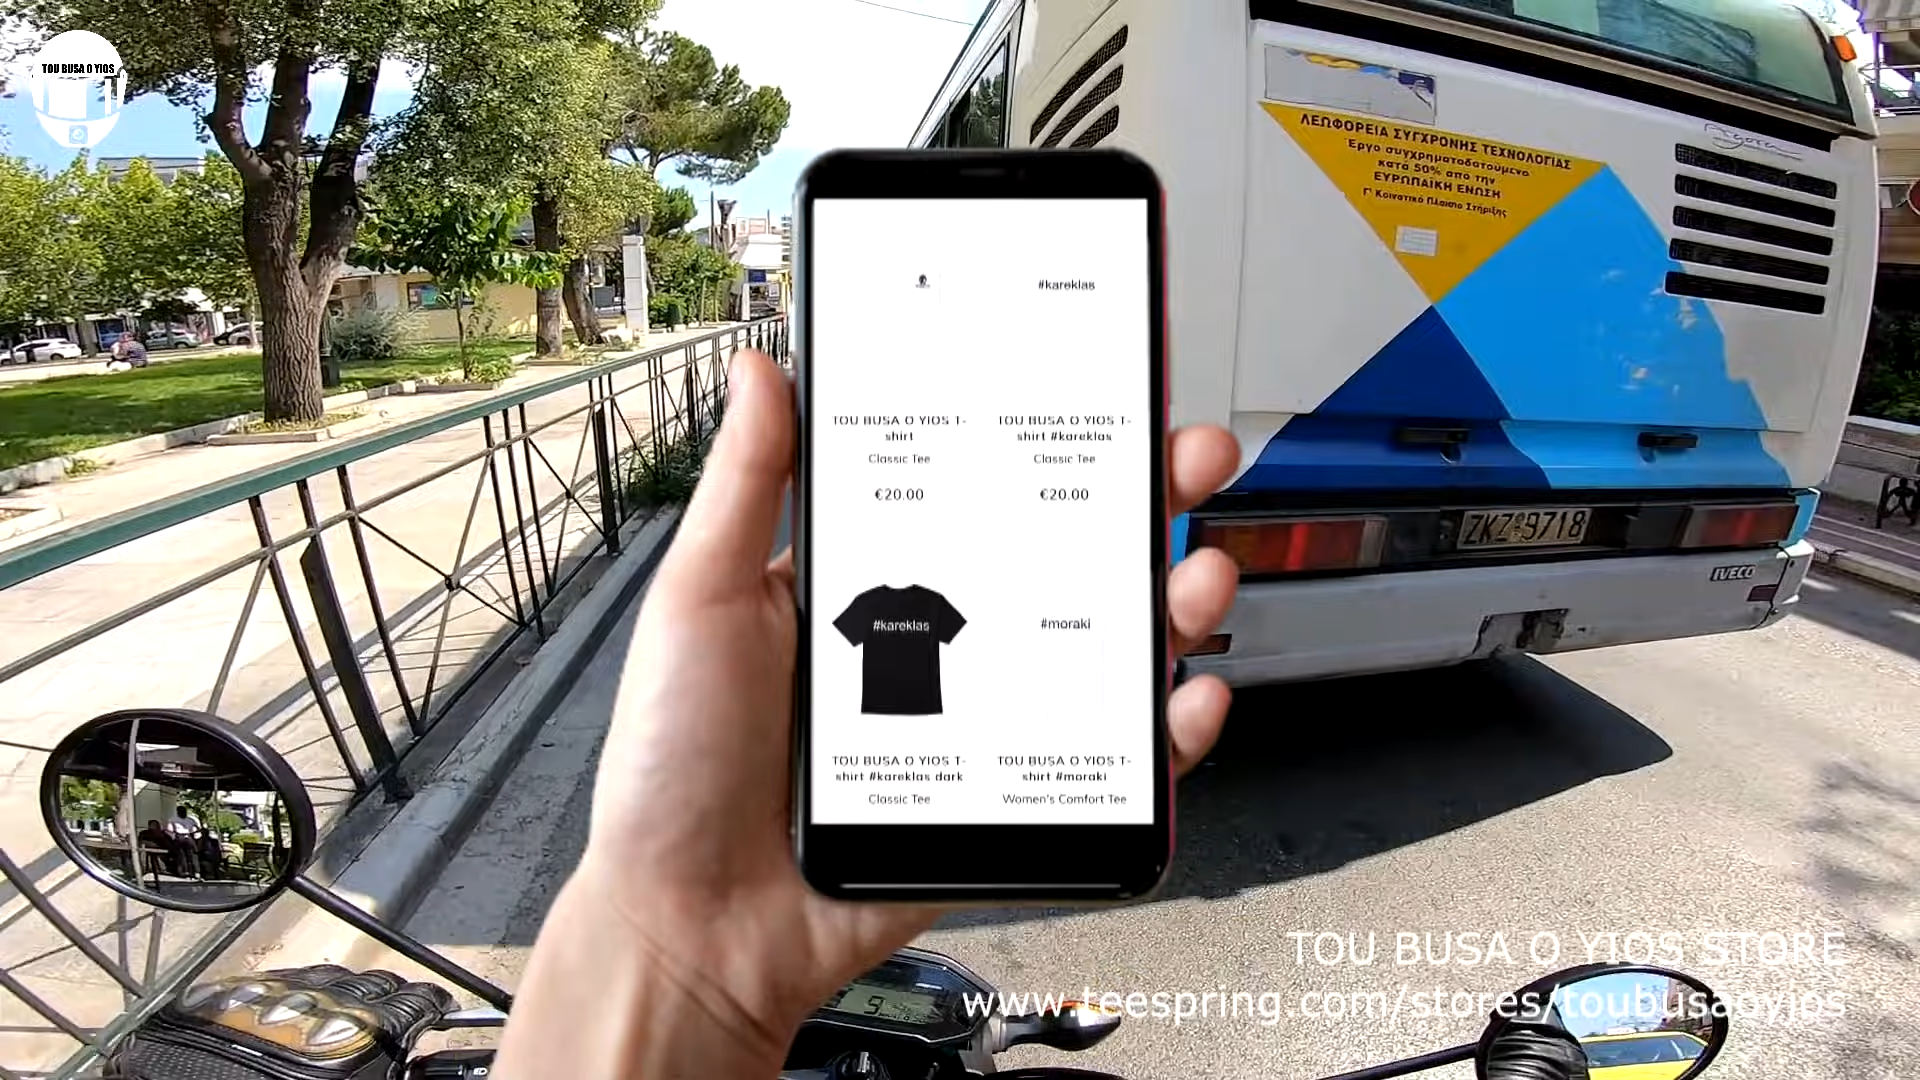 TOU BUSA O YIOS
ΛΕΩΦΟΡΕΙΑ ΣΥΓΧΡΟΝΗΣ ΤΕΧΝΟΛΟΓΙΑΣ
Έργο συγχρηματοδοτούμενο
κατά 50% από την
ΕΥΡΩΠΑΪΚΗ ΕΝΩΣΗ
Γ' Κοινοτικό Πλαίσιο Στήριξης
Agora
#kareklas
TOU BUSA O YIOS T-
shirt
Classic Tee
€20.00
TOU BUSA O YIOS T-
shirt #kareklas
Classic Tee
€20.00
#kareklas
#moraki
TOU BUSA O YIOS T-
shirt #kareklas dark
Classic Tee
TOU BUSA O YIOS T-
shirt #moraki
Women's Comfort Tee
ZKZ 9718
IVECO
9
TOU BUSA O YIOS STORE
www.teespring.com/stores/toubusaoyios